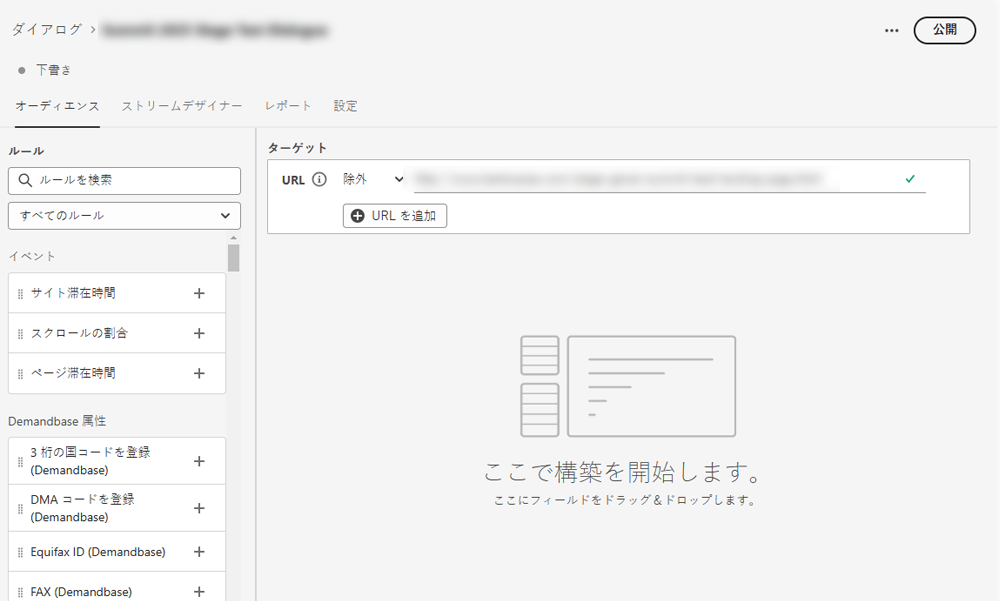 ダイアログ >
公開
下書き
オーディエンス ストリームデザイナー レポート 設定
ルール
ルールを検索
すべてのルール
イベント
サイト滞在時間
スクロールの割合
ページ滞在時間
Demandbase 属性
3 桁の国コードを登録
(Demandbase)
DMA コードを登録
(Demandbase)
Equifax ID (Demandbase)
FAX (Demandbase)
ターゲット
URL 除外
URL を追加
ここで構築を開始します。
ここにフィールドをドラッグ＆ドロップします。